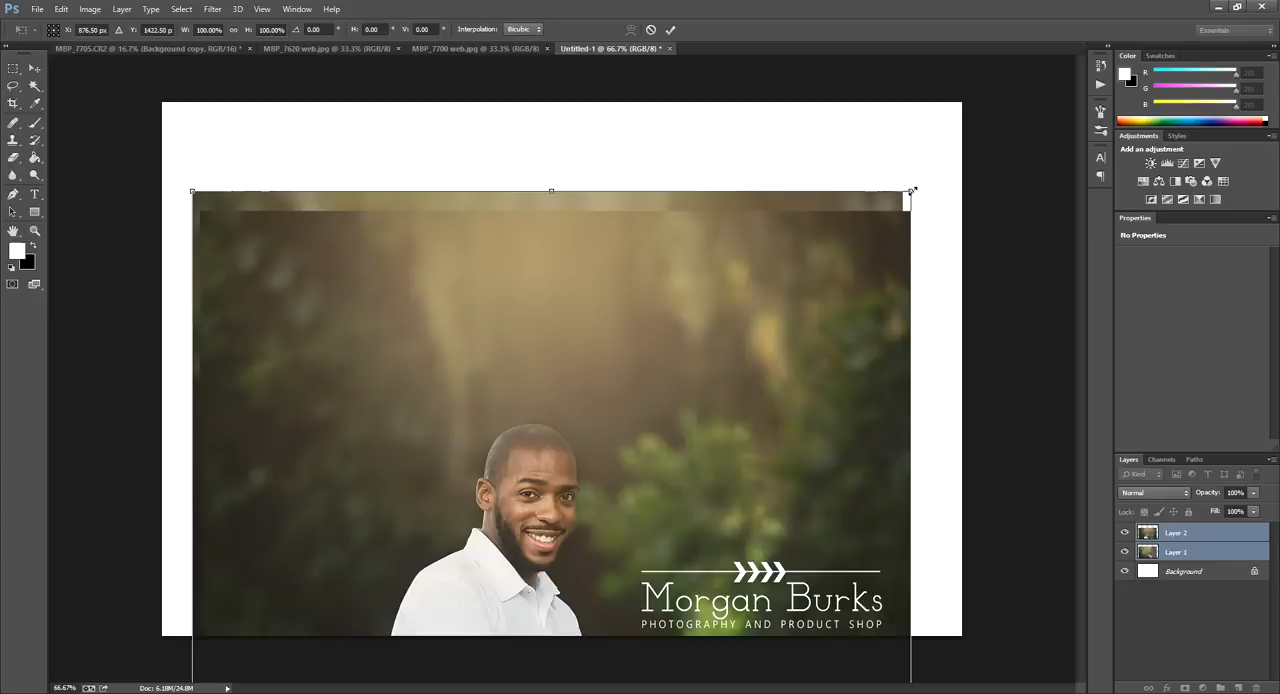 Ps File Edit Image Layer Type Select Filter 3D View Window Help
X: 876.50 px Y: 1422.50 p W: 100.00% H: 100.00% 0.00 ° H: 0.00 ° V: 0.00 ° Interpolation: Bicubic Essentials
MBP_7705.CR2 @ 16.7% (Background copy, RGB/16) * × MBP_7620 web.jpg @ 33.3% (RGB/8) × MBP_7700 web.jpg @ 33.3% (RGB/8) × Untitled-1 @ 66.7% (RGB/8) * ×
Color Swatches
R 255
G 255
B 255
Adjustments Styles
Add an adjustment
Properties
No Properties
Morgan Burks
PHOTOGRAPHY AND PRODUCT SHOP
Layers Channels Paths
Kind
Normal Opacity: 100%
Lock: Fill: 100%
Layer 2
Layer 1
Background
66.67% Doc: 6.18M/24.8M